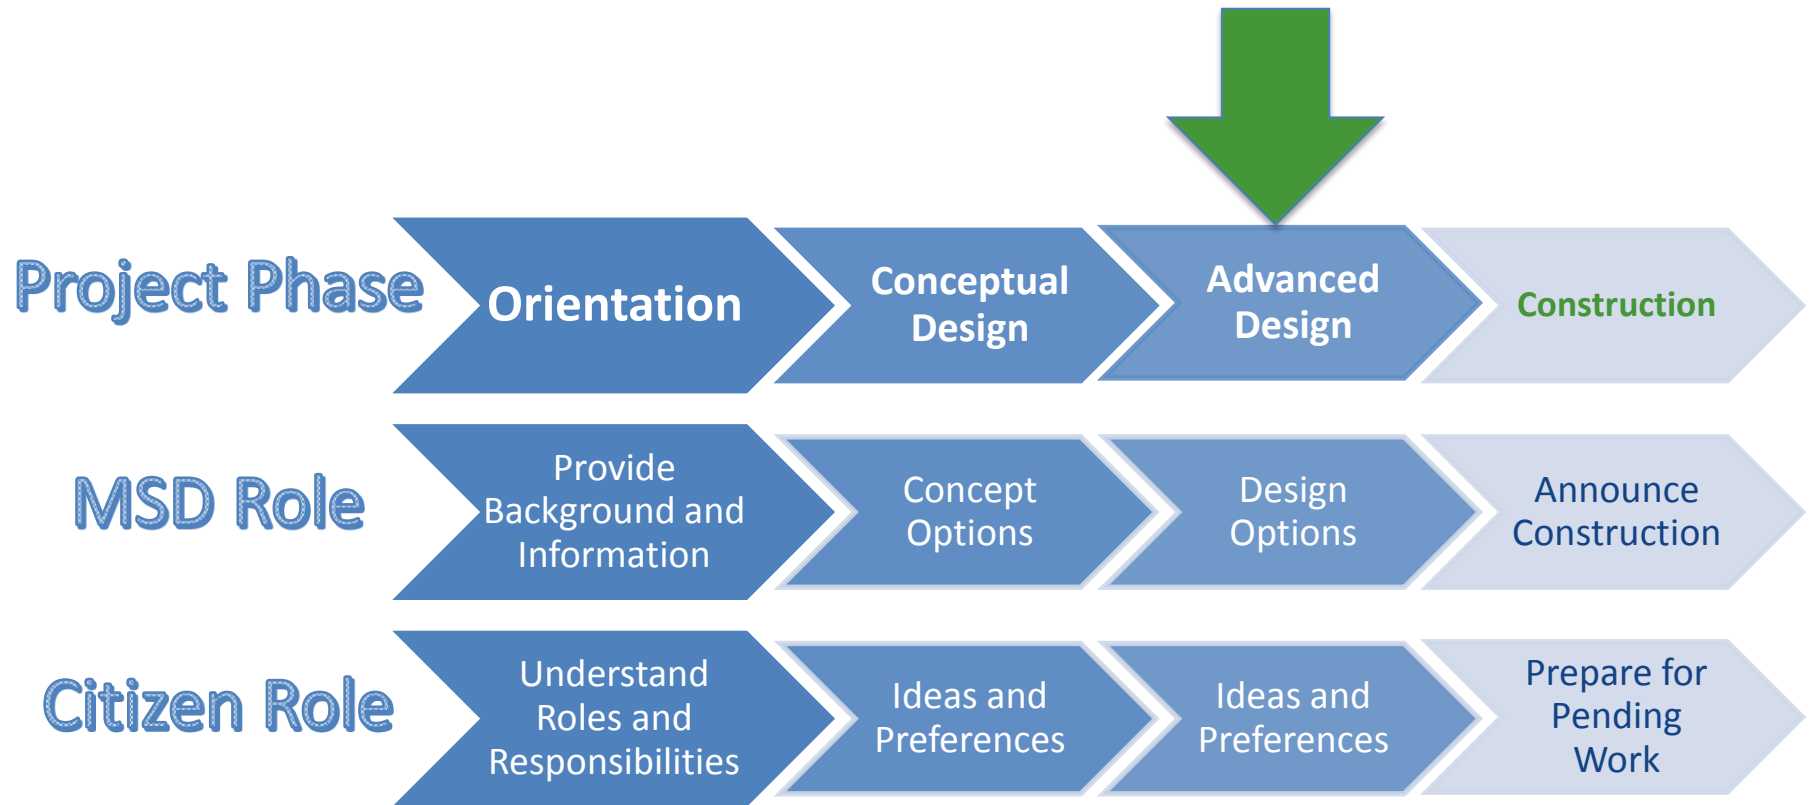 Project Phase
Orientation
Conceptual
Design
Advanced
Design
Construction
MSD Role
Provide
Background and
Information
Concept
Options
Design
Options
Announce
Construction
Citizen Role
Understand
Roles and
Responsibilities
Ideas and
Preferences
Ideas and
Preferences
Prepare for
Pending
Work